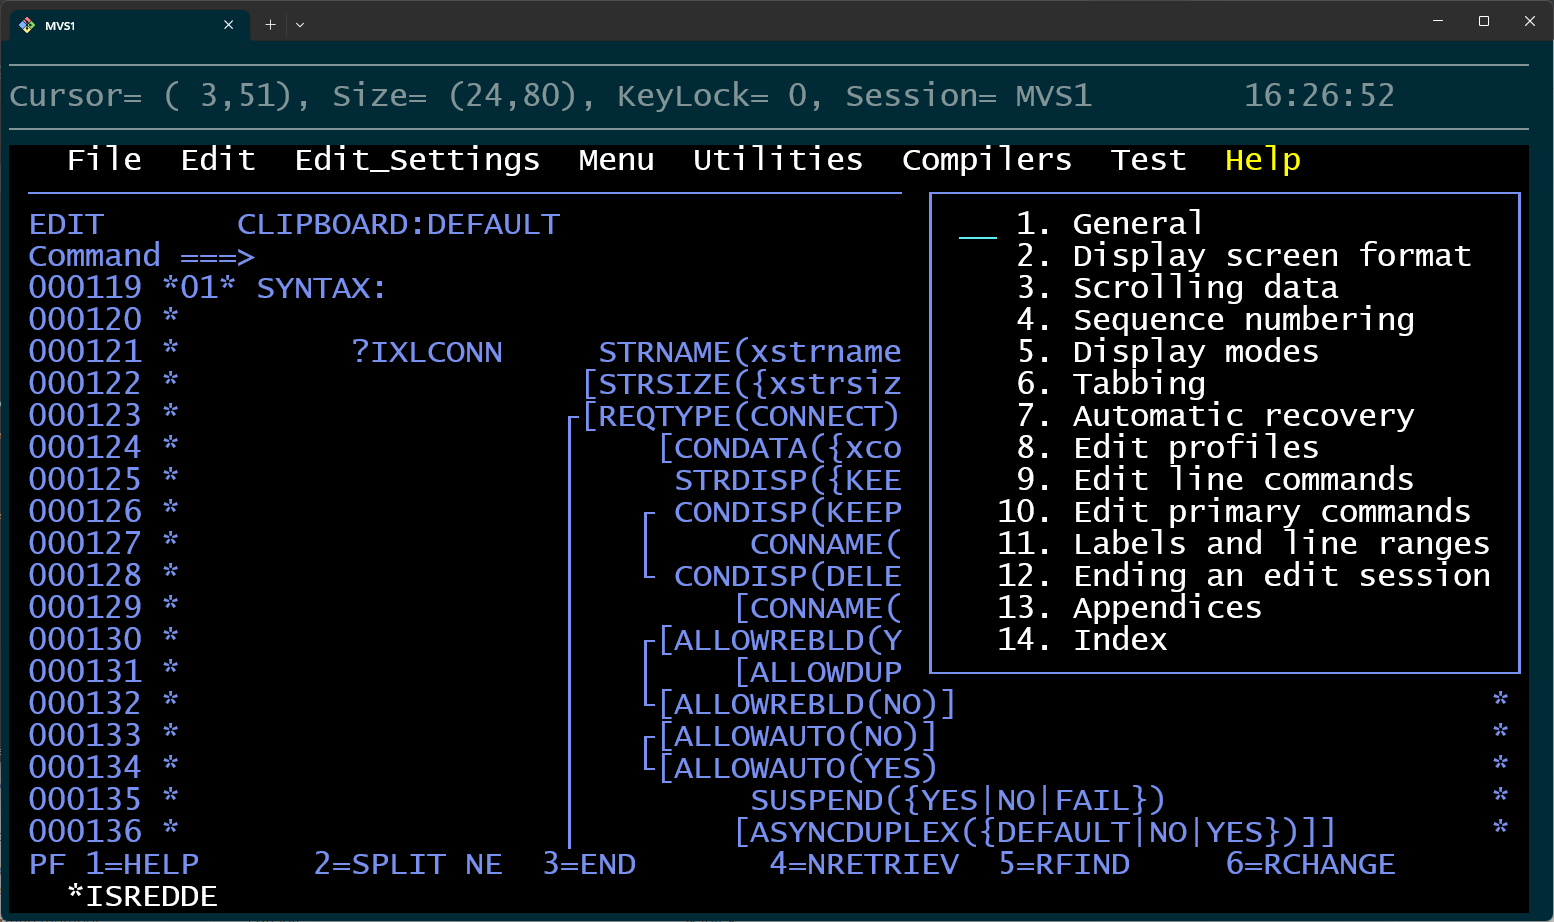 MVS1
Cursor= ( 3,51), Size= (24,80), KeyLock= 0, Session= MVS1 16:26:52
File Edit Edit_Settings Menu Utilities Compilers Test Help
EDIT CLIPBOARD:DEFAULT
Command ===>
000119 *01* SYNTAX:
000120 *
000121 * ?IXLCONN STRNAME(xstrname
000122 * [STRSIZE({xstrsiz
000123 * [REQTYPE(CONNECT)
000124 * [CONDATA({xco
000125 * STRDISP({KEE
000126 * CONDISP(KEEP
000127 * CONNAME(
000128 * CONDISP(DELE
000129 * [CONNAME(
000130 * [ALLOWREBLD(Y
000131 * [ALLOWDUP
000132 * [ALLOWREBLD(NO)] *
000133 * [ALLOWAUTO(NO)] *
000134 * [ALLOWAUTO(YES) *
000135 * SUSPEND({YES|NO|FAIL}) *
000136 * [ASYNCDUPLEX({DEFAULT|NO|YES})]] *
1. General
2. Display screen format
3. Scrolling data
4. Sequence numbering
5. Display modes
6. Tabbing
7. Automatic recovery
8. Edit profiles
9. Edit line commands
10. Edit primary commands
11. Labels and line ranges
12. Ending an edit session
13. Appendices
14. Index
PF 1=HELP 2=SPLIT NE 3=END 4=NRETRIEV 5=RFIND 6=RCHANGE
*ISREDDE